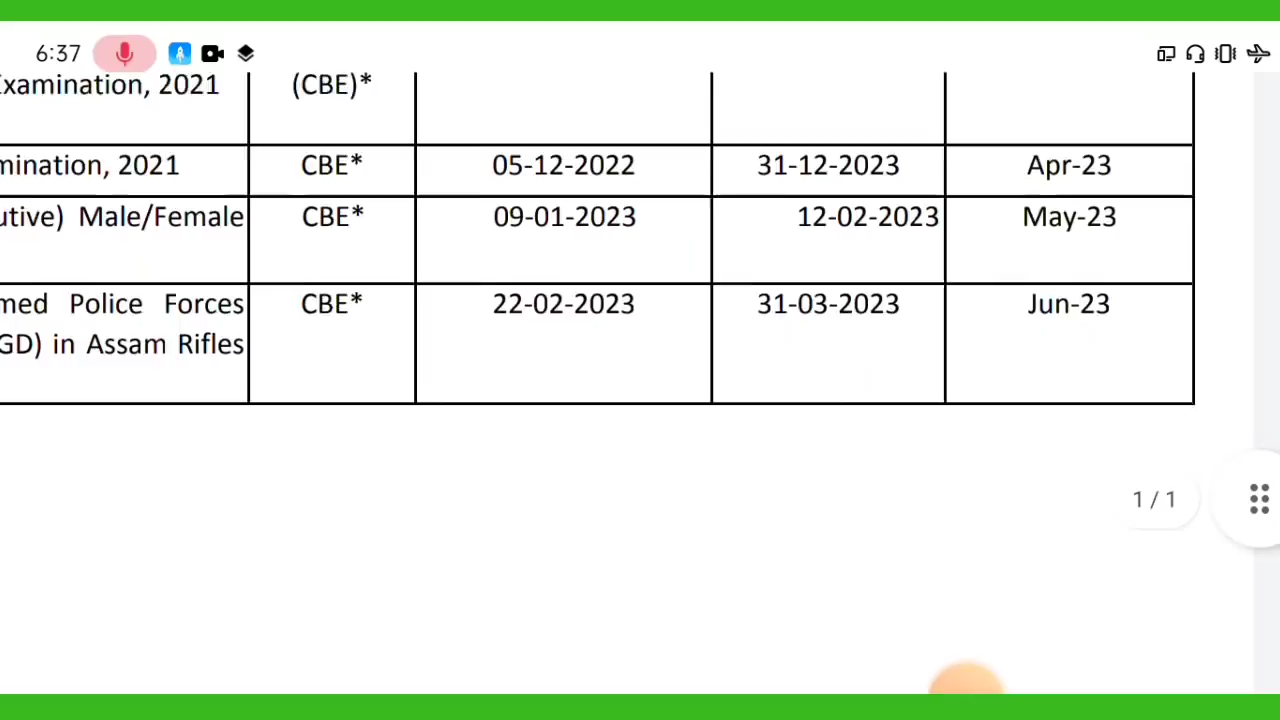 6:37
xamination, 2021 (CBE)*
mination, 2021 CBE* 05-12-2022 31-12-2023 Apr-23
utive) Male/Female CBE* 09-01-2023 12-02-2023 May-23
med Police Forces CBE* 22-02-2023 31-03-2023 Jun-23
GD) in Assam Rifles
1 / 1